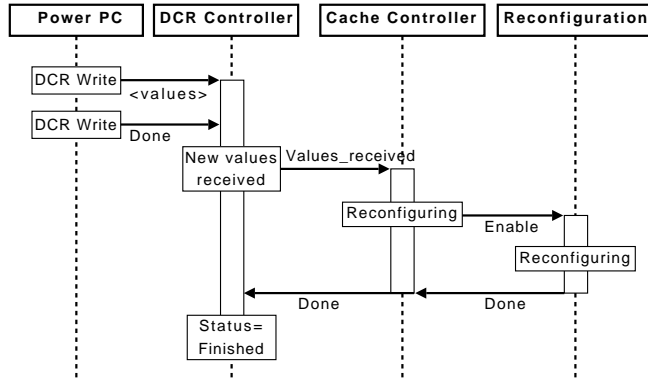 Power PC
DCR Controller
Cache Controller
Reconfiguration
DCR Write
<values>
DCR Write
Done
New values
received
Values_received
Reconfiguring
Enable
Reconfiguring
Done
Done
Status=
Finished